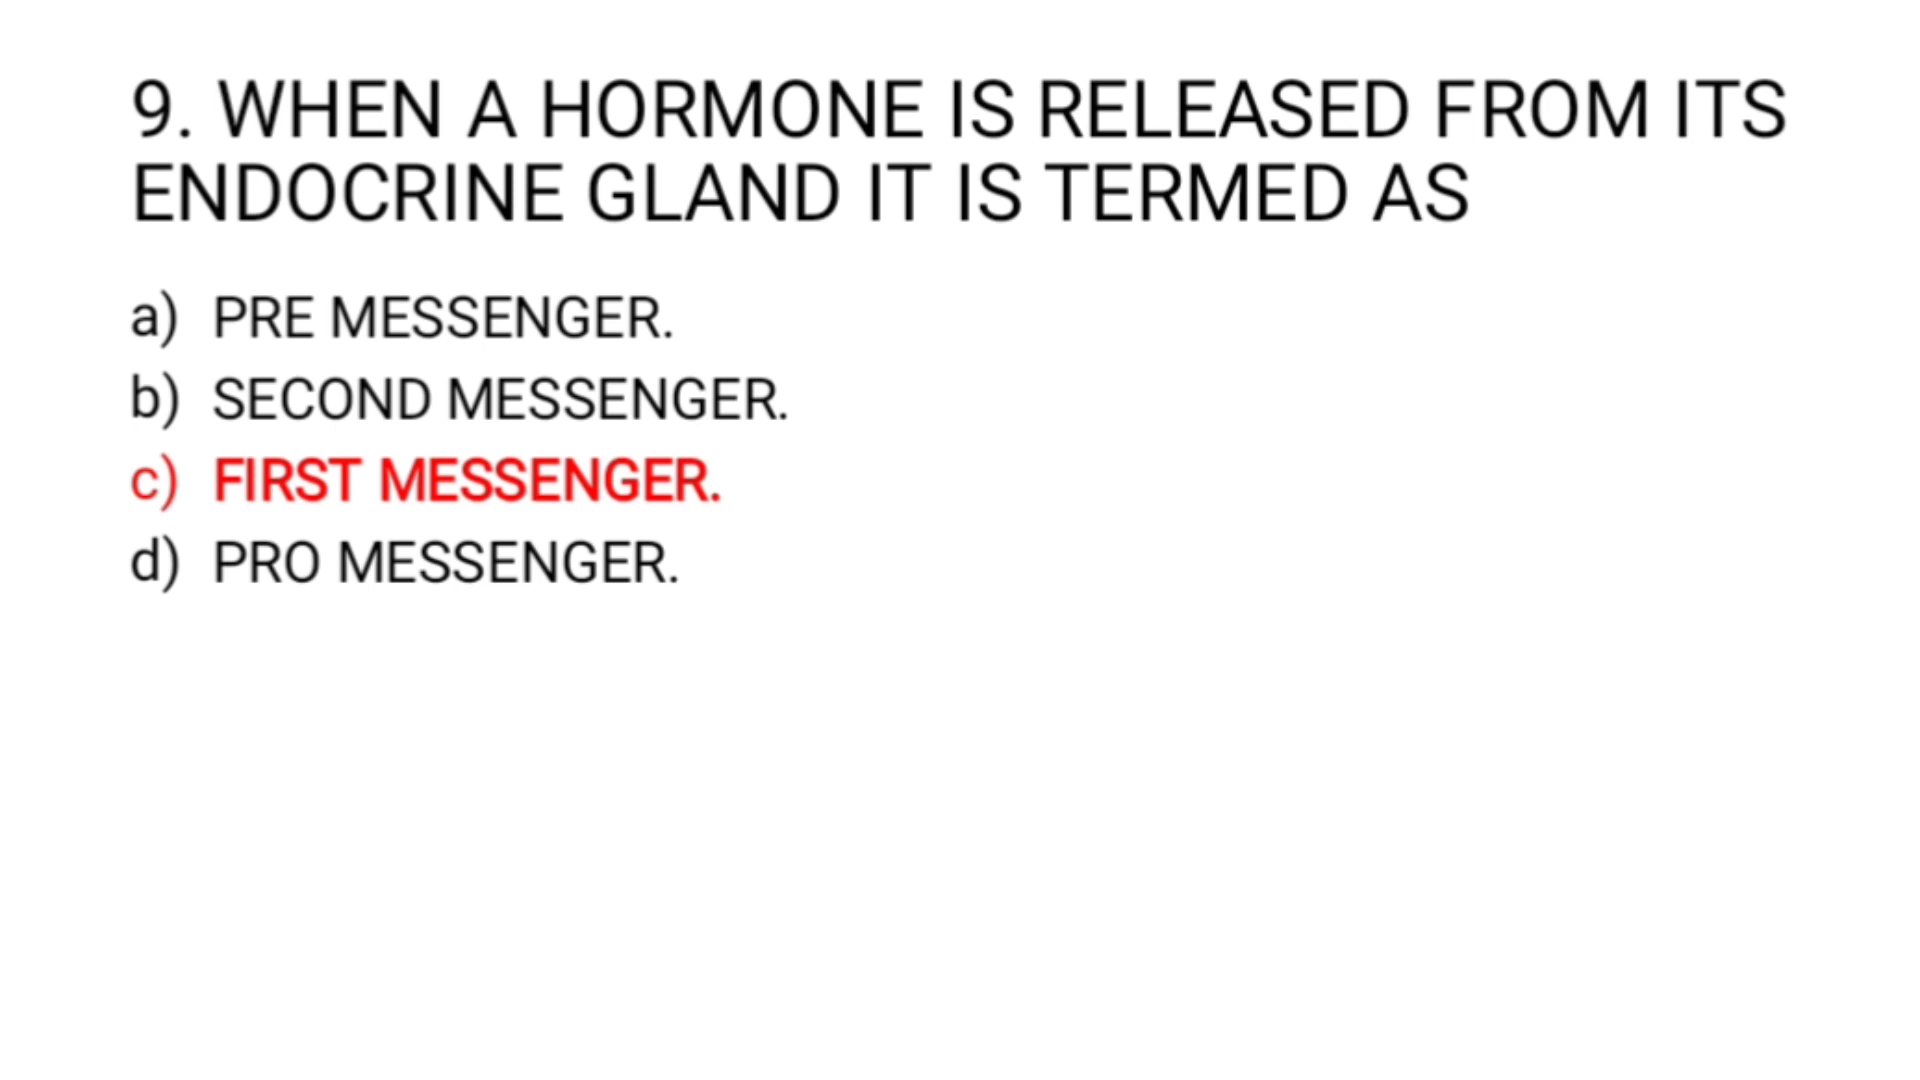 9. WHEN A HORMONE IS RELEASED FROM ITS
ENDOCRINE GLAND IT IS TERMED AS
a) PRE MESSENGER.
b) SECOND MESSENGER.
c) FIRST MESSENGER.
d) PRO MESSENGER.